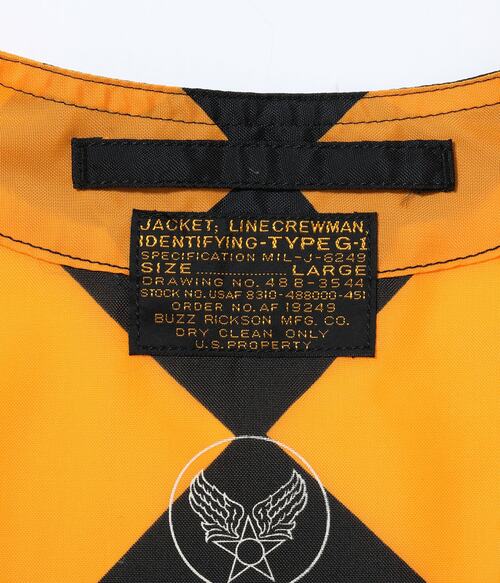 JACKET; LINECREWMAN,
IDENTIFYING-TYPE G-1
SPECIFICATION MIL-J-6249
SIZE LARGE
DRAWING NO. 48 B-3544
STOCK NO. USAF 8310-488000-451
ORDER NO. AF 19249
BUZZ RICKSON MFG. CO.
DRY CLEAN ONLY
U.S. PROPERTY